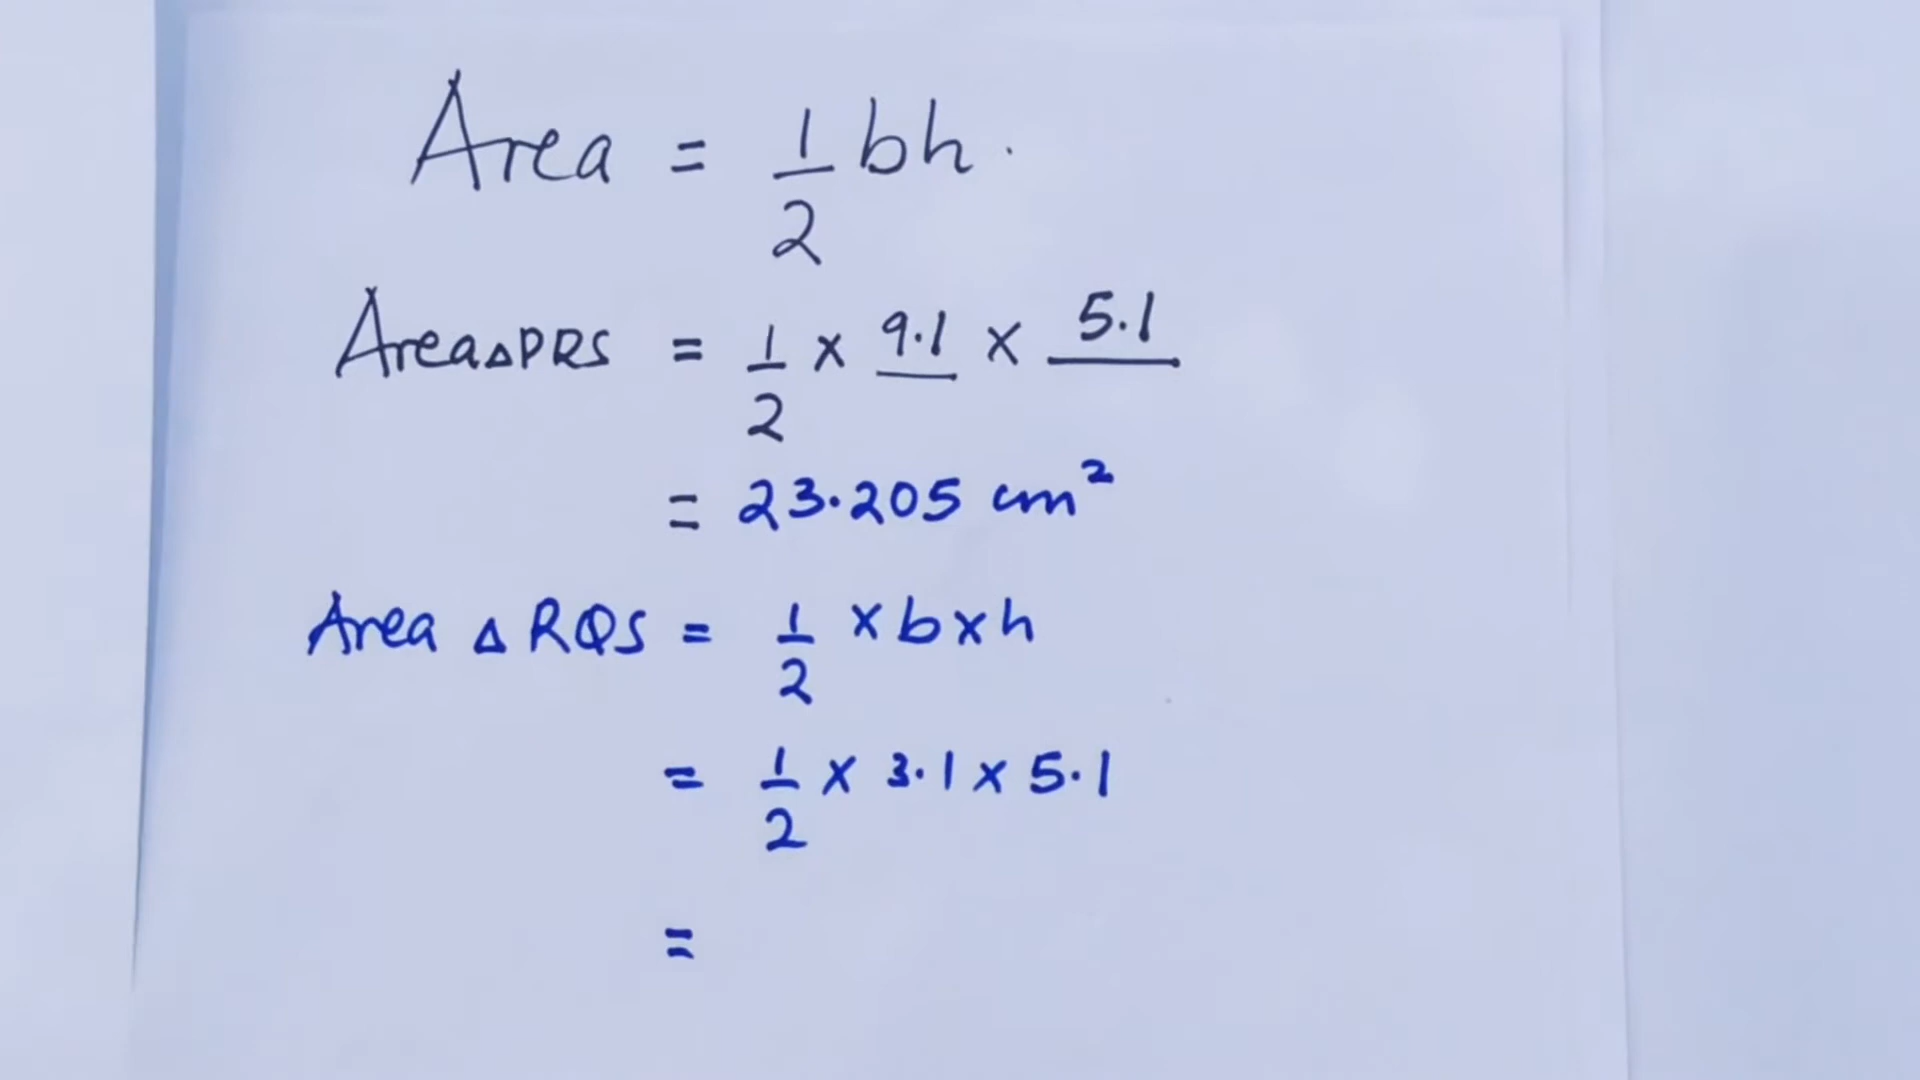 Area = 1/2 bh.
Area△PRS = 1/2 × 9.1 × 5.1
= 23.205 cm²
Area △ RQS = 1/2 × b × h
= 1/2 × 3.1 × 5.1
=